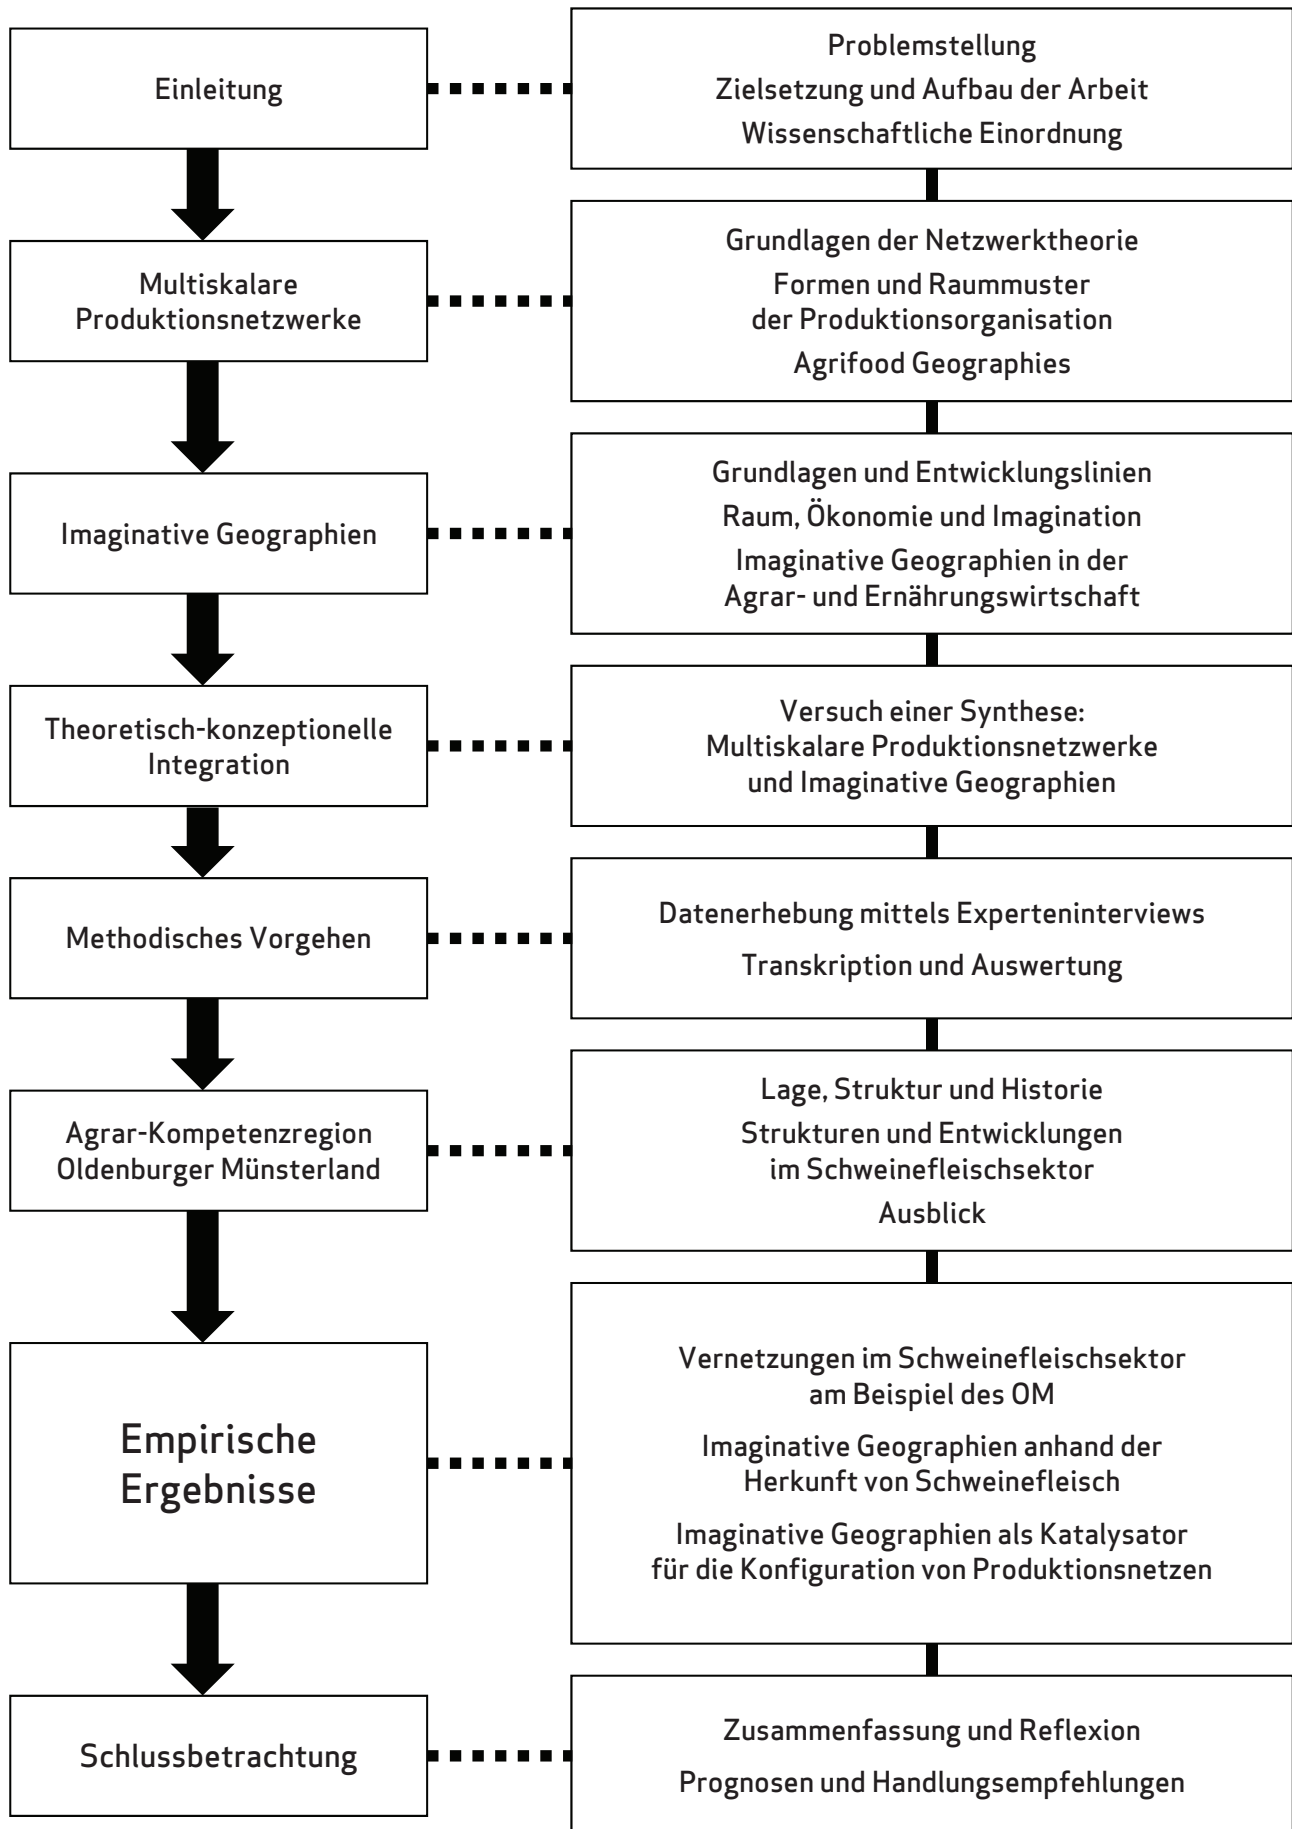 Einleitung
Problemstellung
Zielsetzung und Aufbau der Arbeit
Wissenschaftliche Einordnung
Multiskalare
Produktionsnetzwerke
Grundlagen der Netzwerktheorie
Formen und Raummuster
der Produktionsorganisation
Agrifood Geographies
Imaginative Geographien
Grundlagen und Entwicklungslinien
Raum, Ökonomie und Imagination
Imaginative Geographien in der
Agrar- und Ernährungswirtschaft
Theoretisch-konzeptionelle
Integration
Versuch einer Synthese:
Multiskalare Produktionsnetzwerke
und Imaginative Geographien
Methodisches Vorgehen
Datenerhebung mittels Experteninterviews
Transkription und Auswertung
Agrar-Kompetenzregion
Oldenburger Münsterland
Lage, Struktur und Historie
Strukturen und Entwicklungen
im Schweinefleischsektor
Ausblick
Empirische
Ergebnisse
Vernetzungen im Schweinefleischsektor
am Beispiel des OM
Imaginative Geographien anhand der
Herkunft von Schweinefleisch
Imaginative Geographien als Katalysator
für die Konfiguration von Produktionsnetzen
Schlussbetrachtung
Zusammenfassung und Reflexion
Prognosen und Handlungsempfehlungen